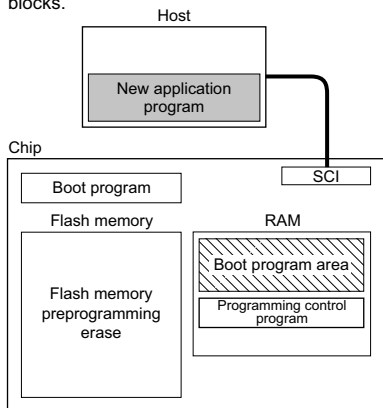 blocks.
Host
New application
program
Chip
SCI
Boot program
Flash memory
RAM
Boot program area
Flash memory
preprogramming
erase
Programming control
program